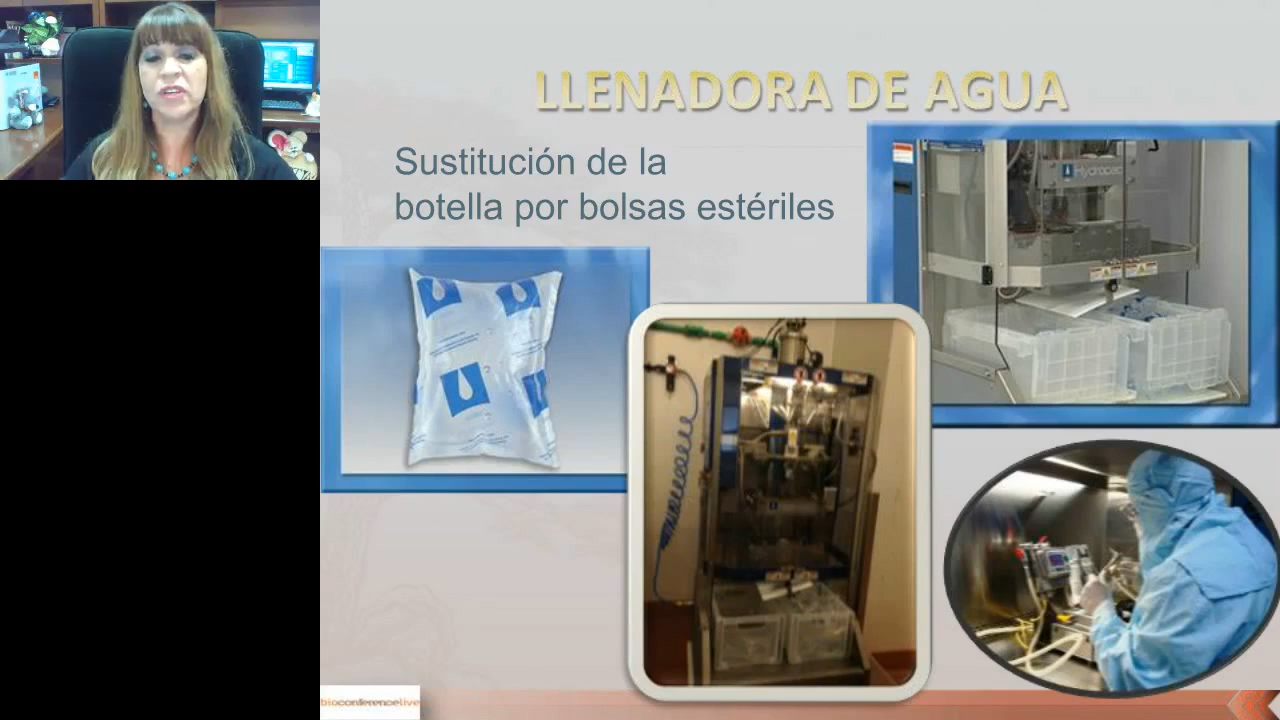 LLENADORA DE AGUA
Sustitución de la
botella por bolsas estériles
Hydropac
bioconferencelive